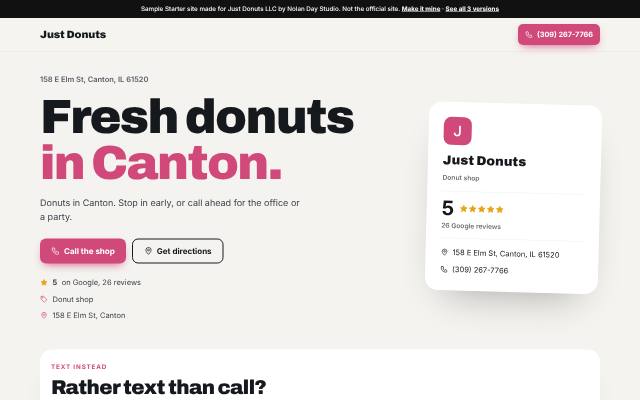 Sample Starter site made for Just Donuts LLC by Nolan Day Studio. Not the official site. Make it mine · See all 3 versions
Just Donuts
(309) 267-7766
158 E Elm St, Canton, IL 61520
Fresh donuts
in Canton.
Donuts in Canton. Stop in early, or call ahead for the office or
a party.
Call the shop
Get directions
5 on Google, 26 reviews
Donut shop
158 E Elm St, Canton
J
Just Donuts
Donut shop
5
26 Google reviews
158 E Elm St, Canton, IL 61520
(309) 267-7766
TEXT INSTEAD
Rather text than call?